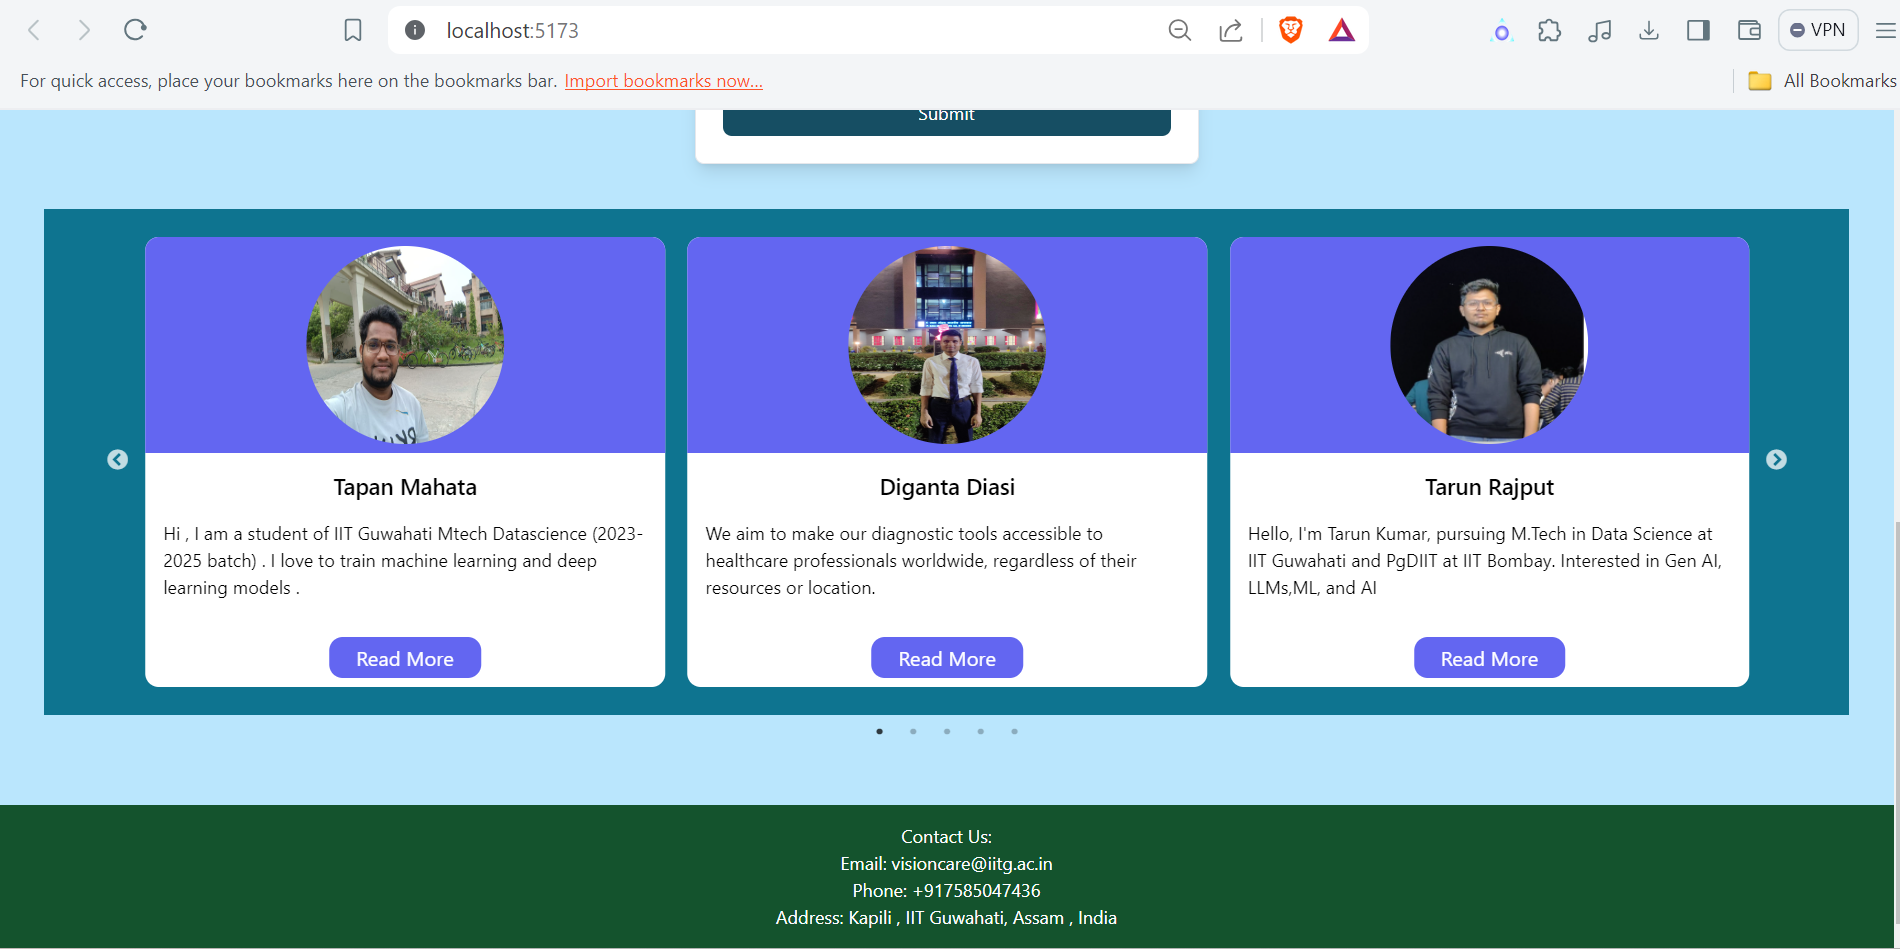 localhost:5173
VPN
For quick access, place your bookmarks here on the bookmarks bar. Import bookmarks now...
All Bookmarks
Submit
Tapan Mahata
Hi , I am a student of IIT Guwahati Mtech Datascience (2023-
2025 batch) . I love to train machine learning and deep
learning models .
Read More
Diganta Diasi
We aim to make our diagnostic tools accessible to
healthcare professionals worldwide, regardless of their
resources or location.
Read More
Tarun Rajput
Hello, I'm Tarun Kumar, pursuing M.Tech in Data Science at
IIT Guwahati and PgDIIT at IIT Bombay. Interested in Gen AI,
LLMs,ML, and AI
Read More
Contact Us:
Email: visioncare@iitg.ac.in
Phone: +917585047436
Address: Kapili , IIT Guwahati, Assam , India